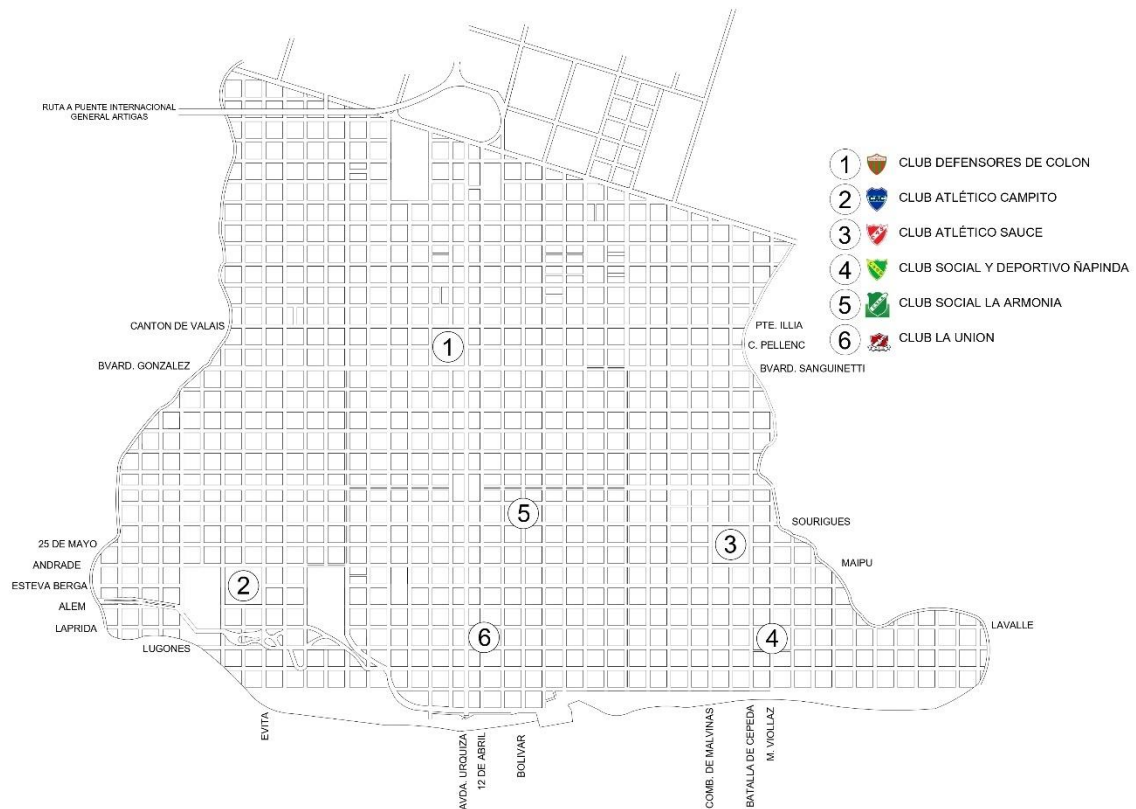 RUTA A PUENTE INTERNACIONAL
GENERAL ARTIGAS
1 CLUB DEFENSORES DE COLON
2 CAC CLUB ATLÉTICO CAMPITO
3 CLUB ATLÉTICO SAUCE
4 CLUB SOCIAL Y DEPORTIVO ÑAPINDA
5 CLUB SOCIAL LA ARMONIA
6 CLUB LA UNION
CANTON DE VALAIS
BVARD. GONZALEZ
PTE. ILLIA
C. PELLENC
BVARD. SANGUINETTI
1
5
3
2
6
4
25 DE MAYO
ANDRADE
ESTEVA BERGA
ALEM
LAPRIDA
LUGONES
SOURIGUES
MAIPU
LAVALLE
EVITA
AVDA. URQUIZA
12 DE ABRIL
BOLIVAR
COMB. DE MALVINAS
BATALLA DE CEPEDA
M. VIOLLAZ